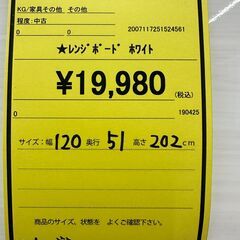 KG/家具その他 その他
程度:中古
0 0 2007117251524561
★ﾚﾝｼﾞﾎﾞｰﾄﾞ ﾎﾜｲﾄ
¥19,980
(税込)
0 190425
サイズ:幅 120 奥行 51 高さ 202 cm
商品のサイズ、状態を よくご確認下さい。